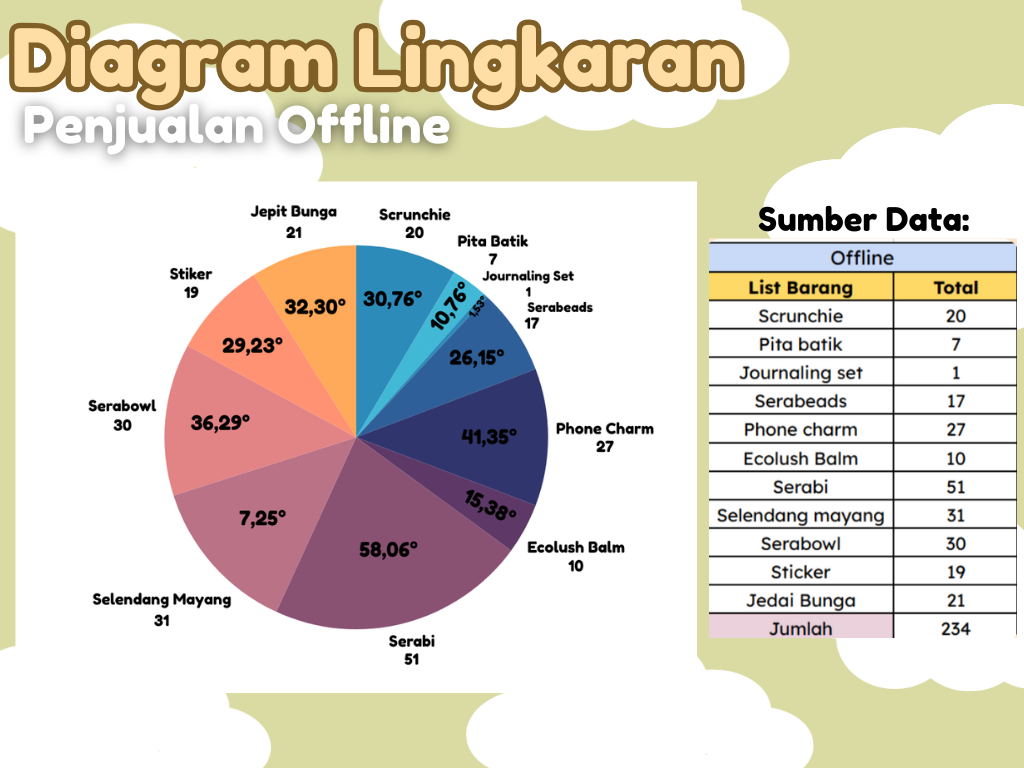 Diagram Lingkaran
Penjualan Offline
Jepit Bunga
21
Scrunchie
20
Pita Batik
7
Journaling Set
1
Serabeads
17
Stiker
19
Serabowl
30
Phone Charm
27
Ecolush Balm
10
Selendang Mayang
31
Serabi
51
32,30°
30,76°
10,76°
1,53°
26,15°
29,23°
36,29°
41,35°
15,38°
7,25°
58,06°
Sumber Data:
Offline
List Barang Total
Scrunchie 20
Pita batik 7
Journaling set 1
Serabeads 17
Phone charm 27
Ecolush Balm 10
Serabi 51
Selendang mayang 31
Serabowl 30
Sticker 19
Jedai Bunga 21
Jumlah 234